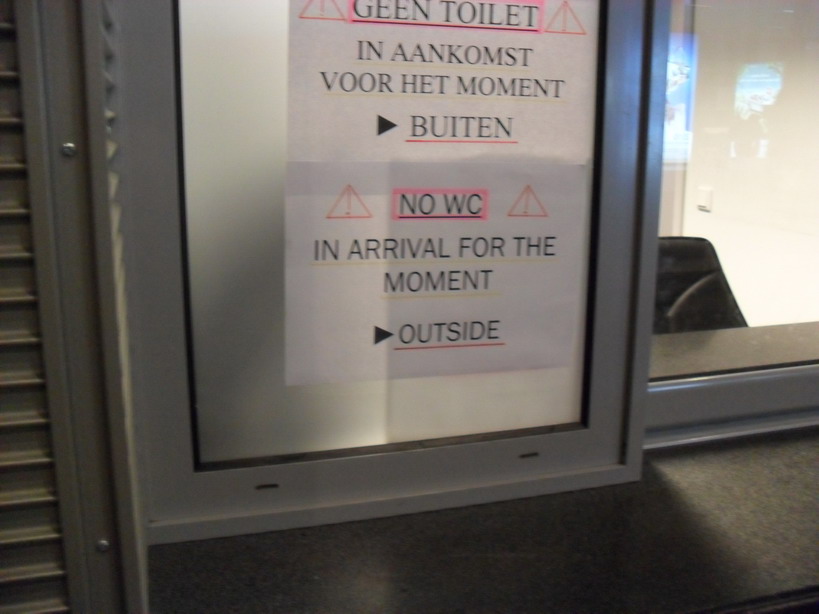 GEEN TOILET
IN AANKOMST
VOOR HET MOMENT
► BUITEN
NO WC
IN ARRIVAL FOR THE
MOMENT
►OUTSIDE